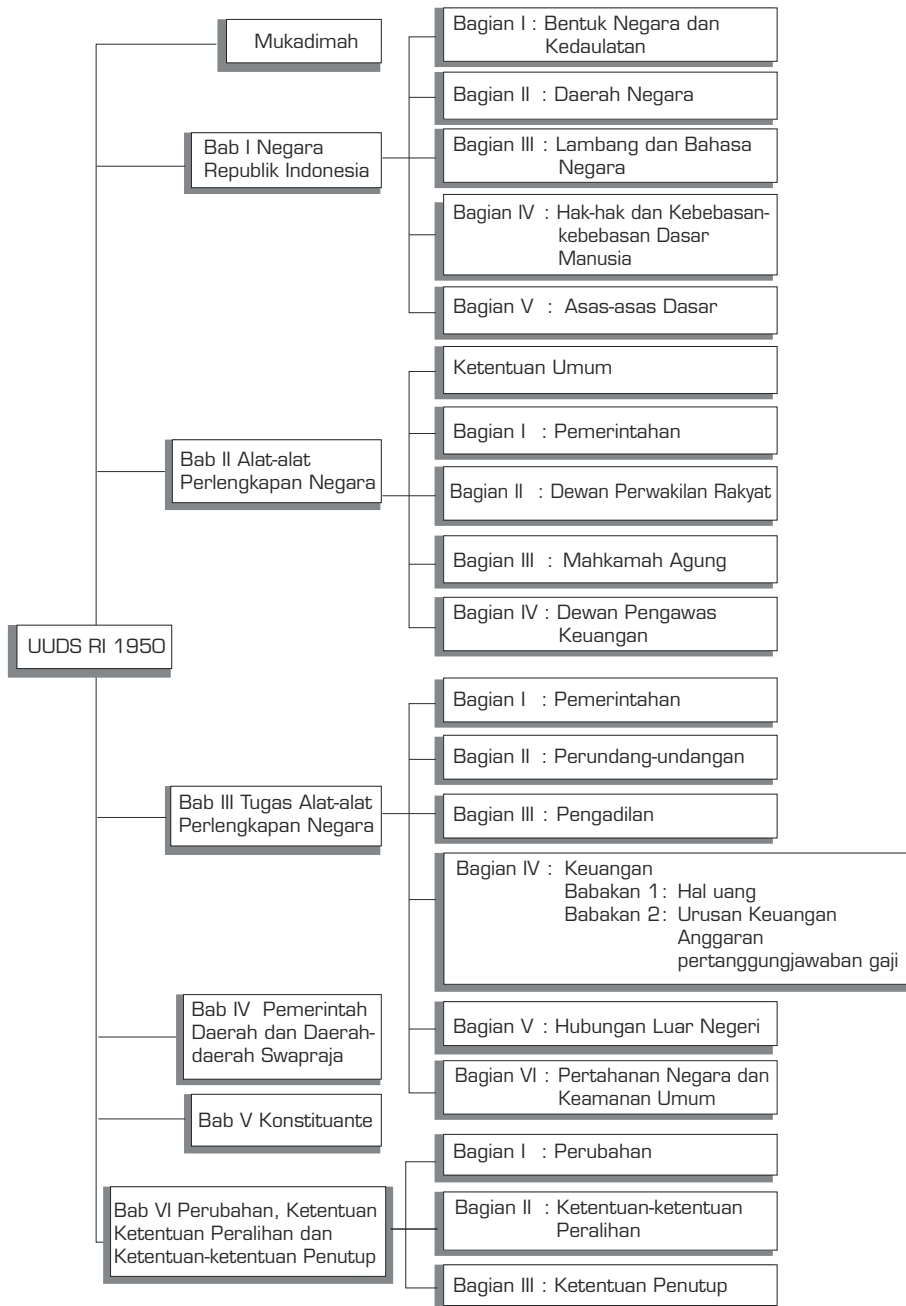 UUDS RI 1950
Mukadimah
Bab I Negara
Republik Indonesia
Bagian I : Bentuk Negara dan
Kedaulatan
Bagian II : Daerah Negara
Bagian III : Lambang dan Bahasa
Negara
Bagian IV : Hak-hak dan Kebebasan-
kebebasan Dasar
Manusia
Bagian V : Asas-asas Dasar
Bab II Alat-alat
Perlengkapan Negara
Ketentuan Umum
Bagian I : Pemerintahan
Bagian II : Dewan Perwakilan Rakyat
Bagian III : Mahkamah Agung
Bagian IV : Dewan Pengawas
Keuangan
Bab III Tugas Alat-alat
Perlengkapan Negara
Bagian I : Pemerintahan
Bagian II : Perundang-undangan
Bagian III : Pengadilan
Bagian IV : Keuangan
Babakan 1 : Hal uang
Babakan 2 : Urusan Keuangan
Anggaran
pertanggungjawaban gaji
Bagian V : Hubungan Luar Negeri
Bagian VI : Pertahanan Negara dan
Keamanan Umum
Bab IV Pemerintah
Daerah dan Daerah-
daerah Swapraja
Bab V Konstituante
Bab VI Perubahan, Ketentuan
Ketentuan Peralihan dan
Ketentuan-ketentuan Penutup
Bagian I : Perubahan
Bagian II : Ketentuan-ketentuan
Peralihan
Bagian III : Ketentuan Penutup